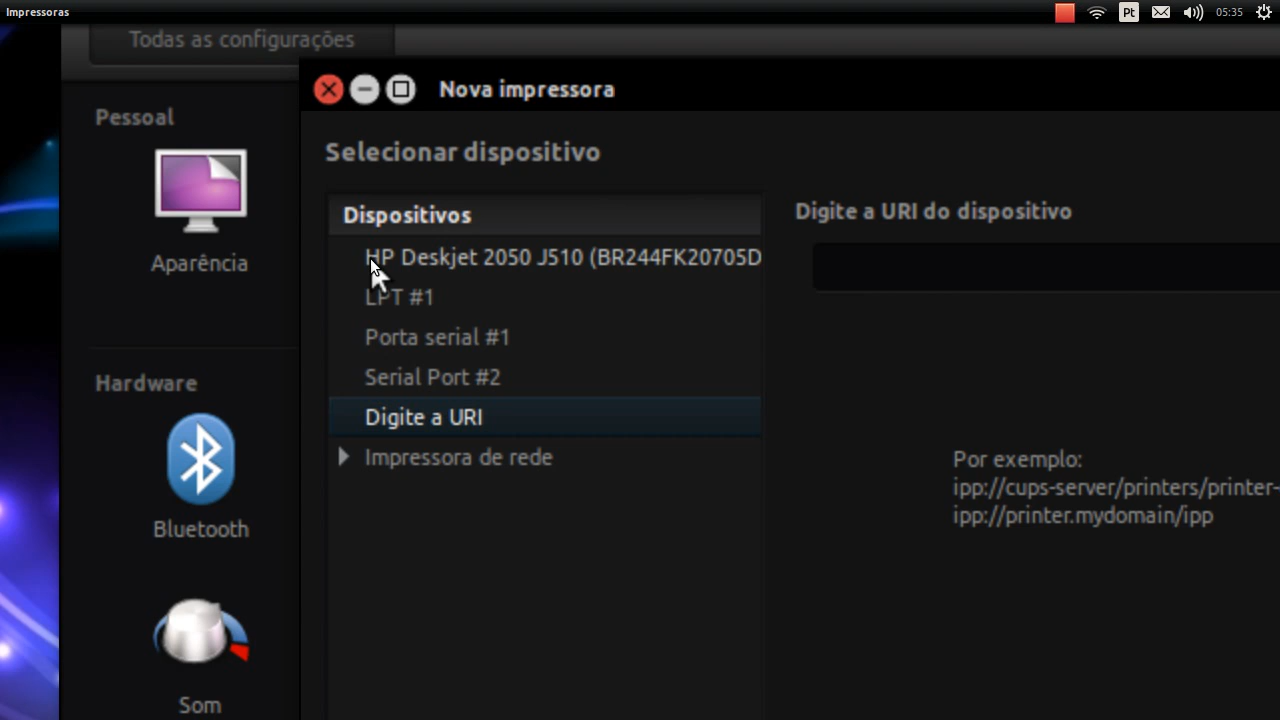 Impressoras
Pt
05:35
Todas as configurações
Nova impressora
Pessoal
Aparência
Hardware
Bluetooth
Som
Selecionar dispositivo
Dispositivos
HP Deskjet 2050 J510 (BR244FK20705D
LPT #1
Porta serial #1
Serial Port #2
Digite a URI
Impressora de rede
Digite a URI do dispositivo
Por exemplo:
ipp://cups-server/printers/printer-
ipp://printer.mydomain/ipp